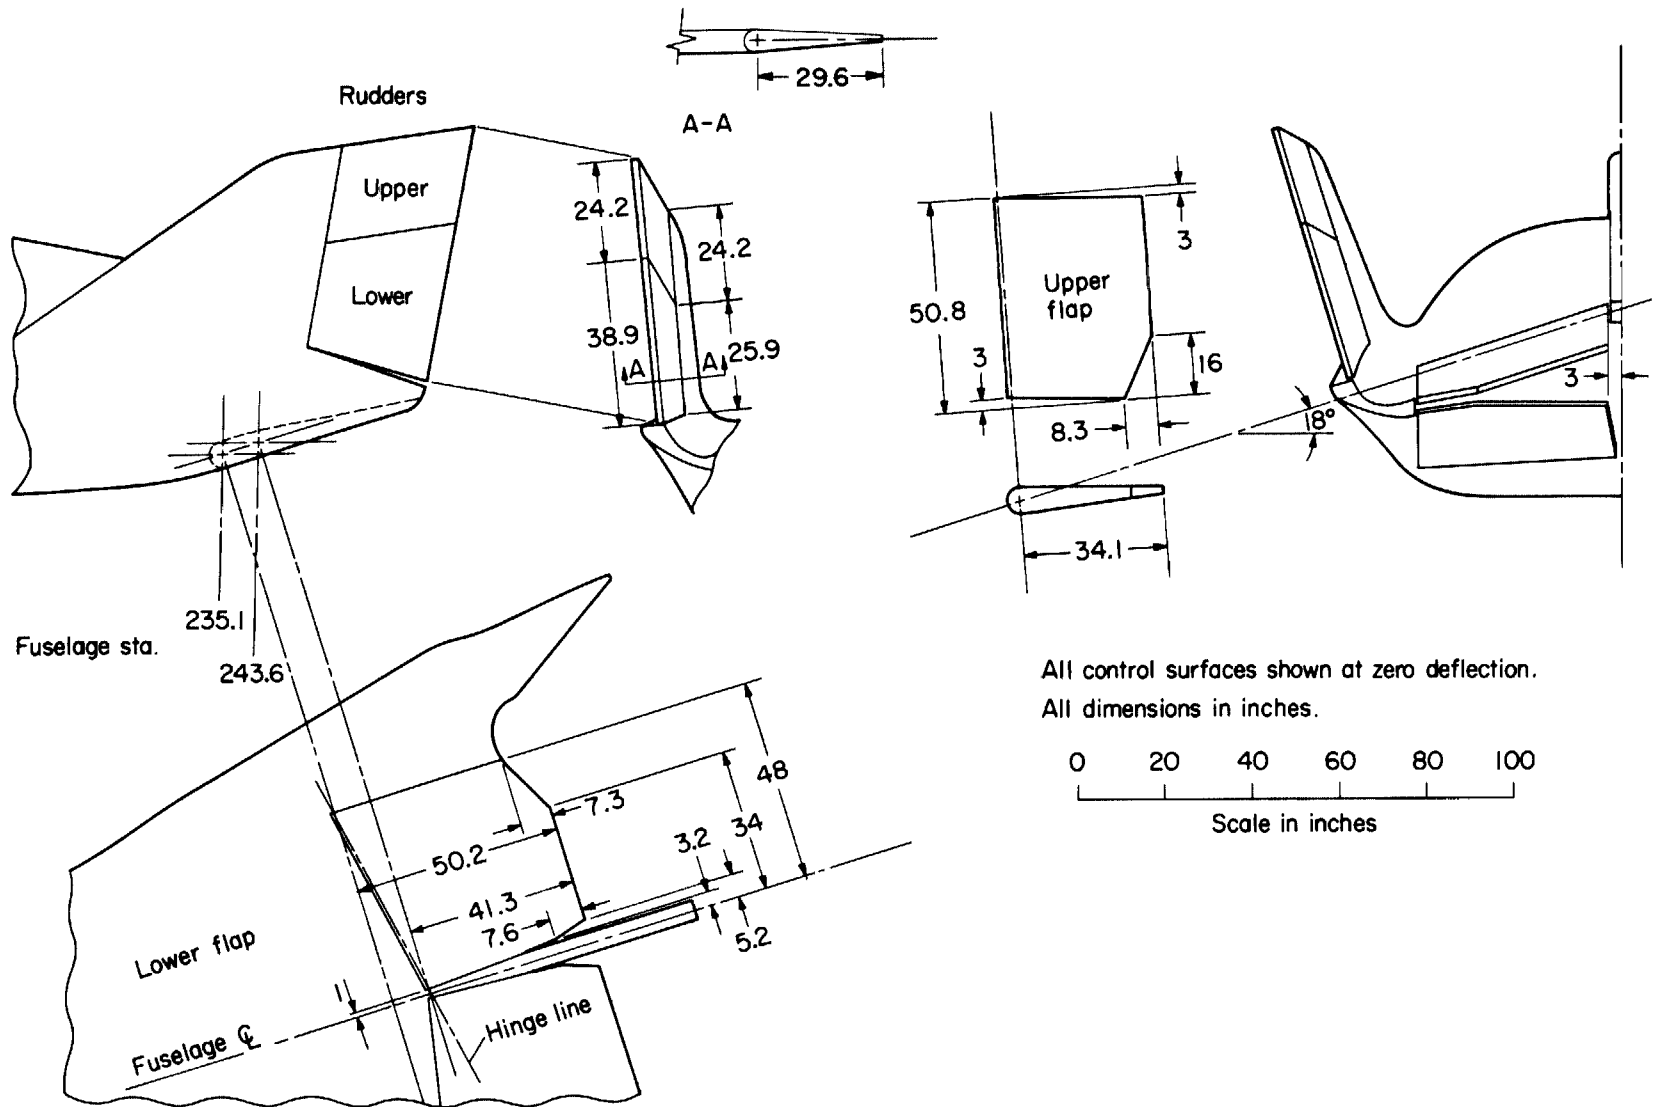 29.6
Rudders
A-A
Upper
Lower
24.2
24.2
38.9
25.9
A
A
3
50.8
Upper
flap
3
16
8.3
34.1
18°
3
235.1
Fuselage sta.
243.6
All control surfaces shown at zero deflection.
All dimensions in inches.
0 20 40 60 80 100
Scale in inches
48
7.3
34
3.2
50.2
41.3
7.6
5.2
Lower flap
1
Hinge line
Fuselage ℄